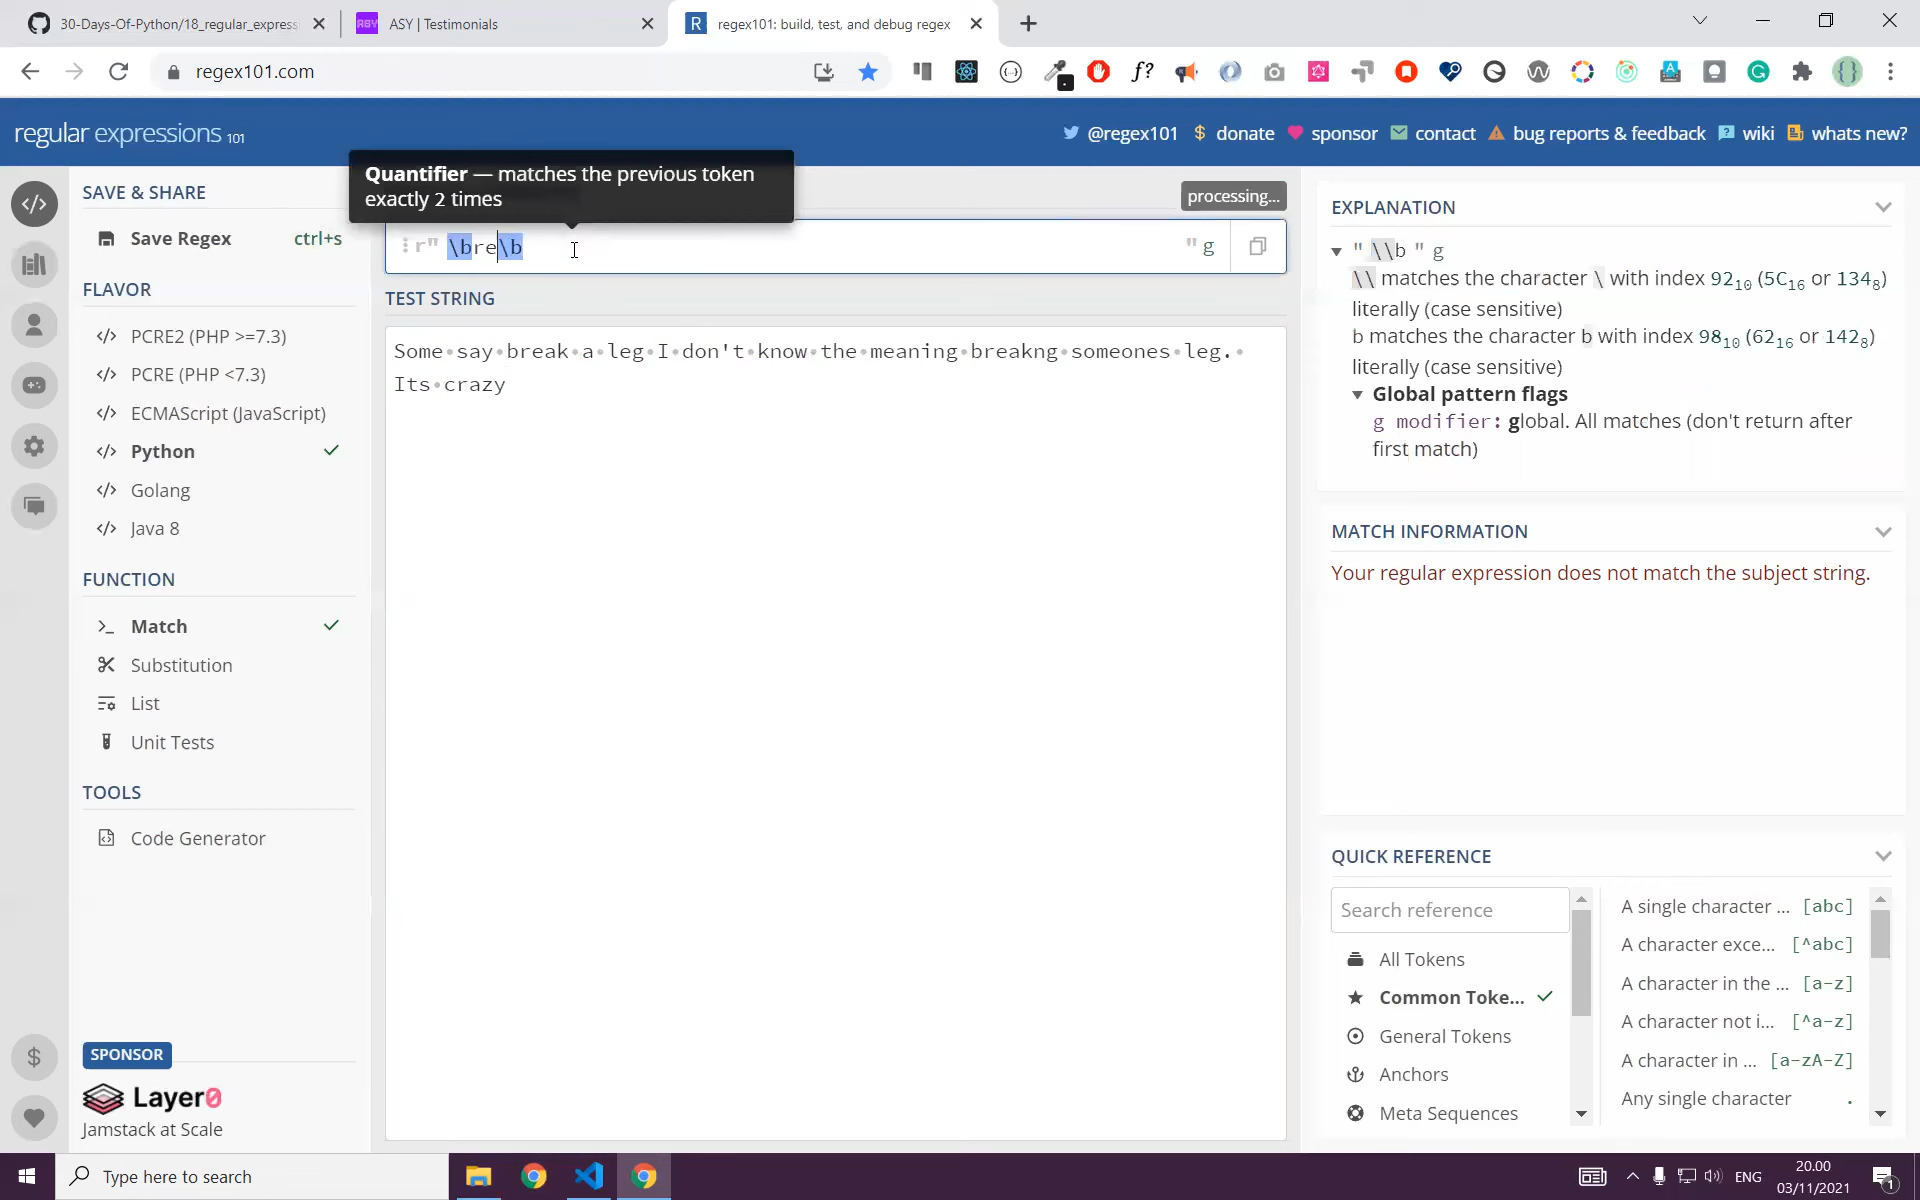 30-Days-Of-Python/18_regular_express
ASY
ASY | Testimonials
R
regex101: build, test, and debug regex
regex101.com
f?
regular expressions 101
@regex101
$ donate
sponsor
contact
bug reports & feedback
wiki
whats new?
SAVE & SHARE
Save Regex ctrl+s
FLAVOR
PCRE2 (PHP >=7.3)
PCRE (PHP <7.3)
ECMAScript (JavaScript)
Python
Golang
Java 8
FUNCTION
Match
Substitution
List
Unit Tests
TOOLS
Code Generator
SPONSOR
Layer0
Jamstack at Scale
Quantifier — matches the previous token
exactly 2 times
processing...
r" \bre\b " g
TEST STRING
Some·say·break·a·leg·I·don't·know·the·meaning·breakng·someones·leg.·
Its·crazy
EXPLANATION
" \\b " g
\\ matches the character \ with index 92₁₀ (5C₁₆ or 134₈)
literally (case sensitive)
b matches the character b with index 98₁₀ (62₁₆ or 142₈)
literally (case sensitive)
Global pattern flags
g modifier: global. All matches (don't return after
first match)
MATCH INFORMATION
Your regular expression does not match the subject string.
QUICK REFERENCE
Search reference
All Tokens
Common Toke...
General Tokens
Anchors
Meta Sequences
A single character ... [abc]
A character exce... [^abc]
A character in the ... [a-z]
A character not i... [^a-z]
A character in ... [a-zA-Z]
Any single character .
Type here to search
ENG
20.00
03/11/2021
1